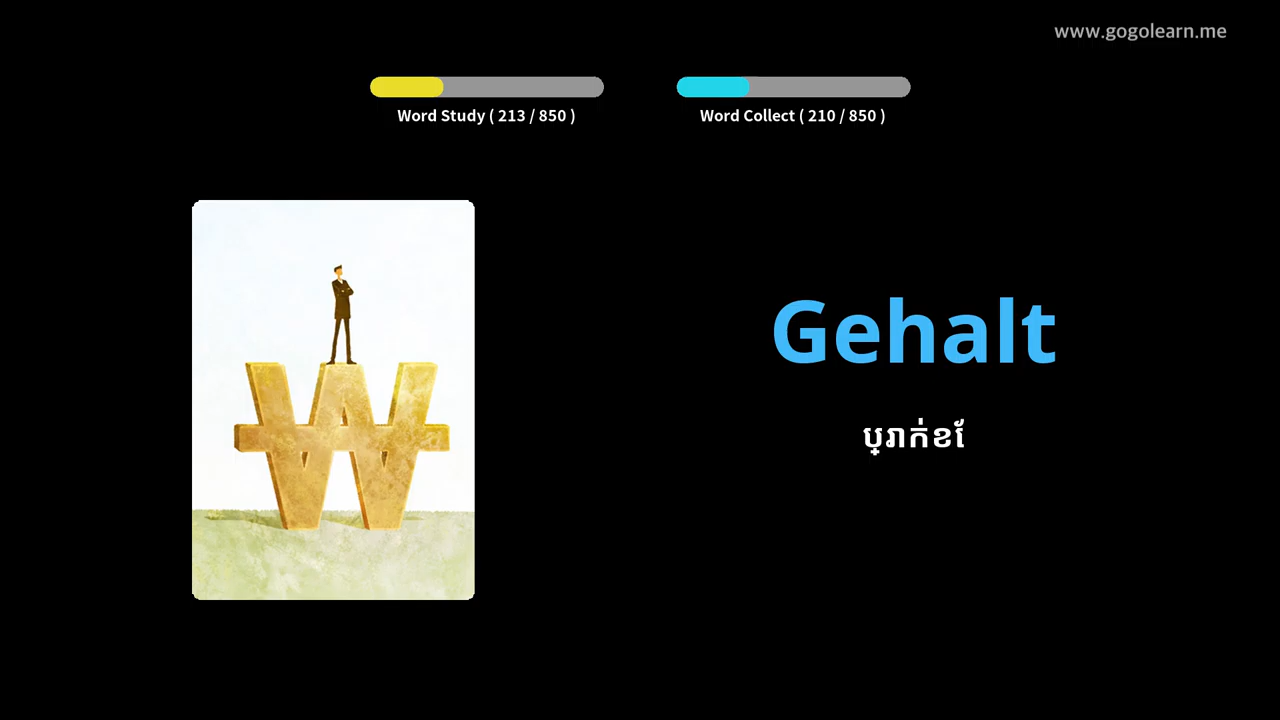 www.gogolearn.me
Word Study ( 213 / 850 )
Word Collect ( 210 / 850 )
Gehalt
ប្រាក់ខែ